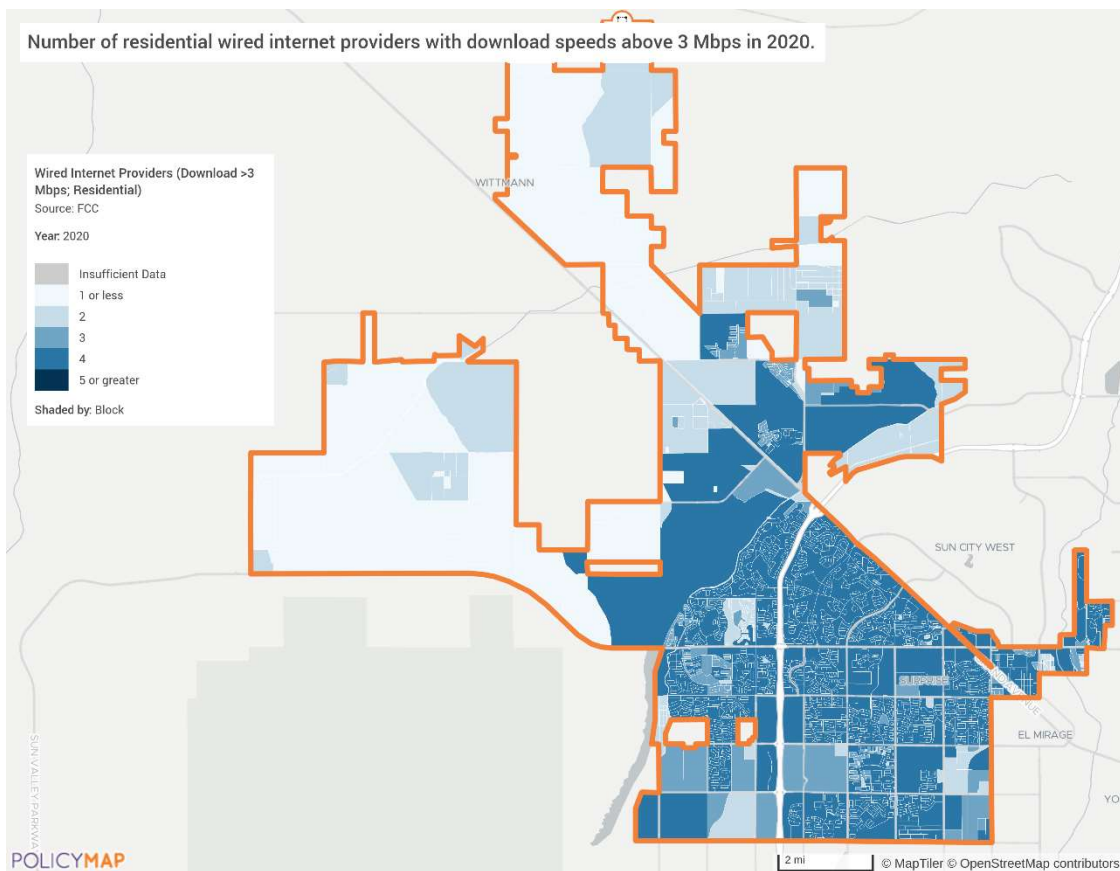 Number of residential wired internet providers with download speeds above 3 Mbps in 2020.
Wired Internet Providers (Download >3
Mbps; Residential)
Source: FCC
Year: 2020
Insufficient Data
1 or less
2
3
4
5 or greater
Shaded by: Block
WITTMANN
SUN CITY WEST
SURPRISE
EL MIRAGE
YO
SUN VALLEY PARKWA
POLICYMAP
2 mi
© MapTiler © OpenStreetMap contributors